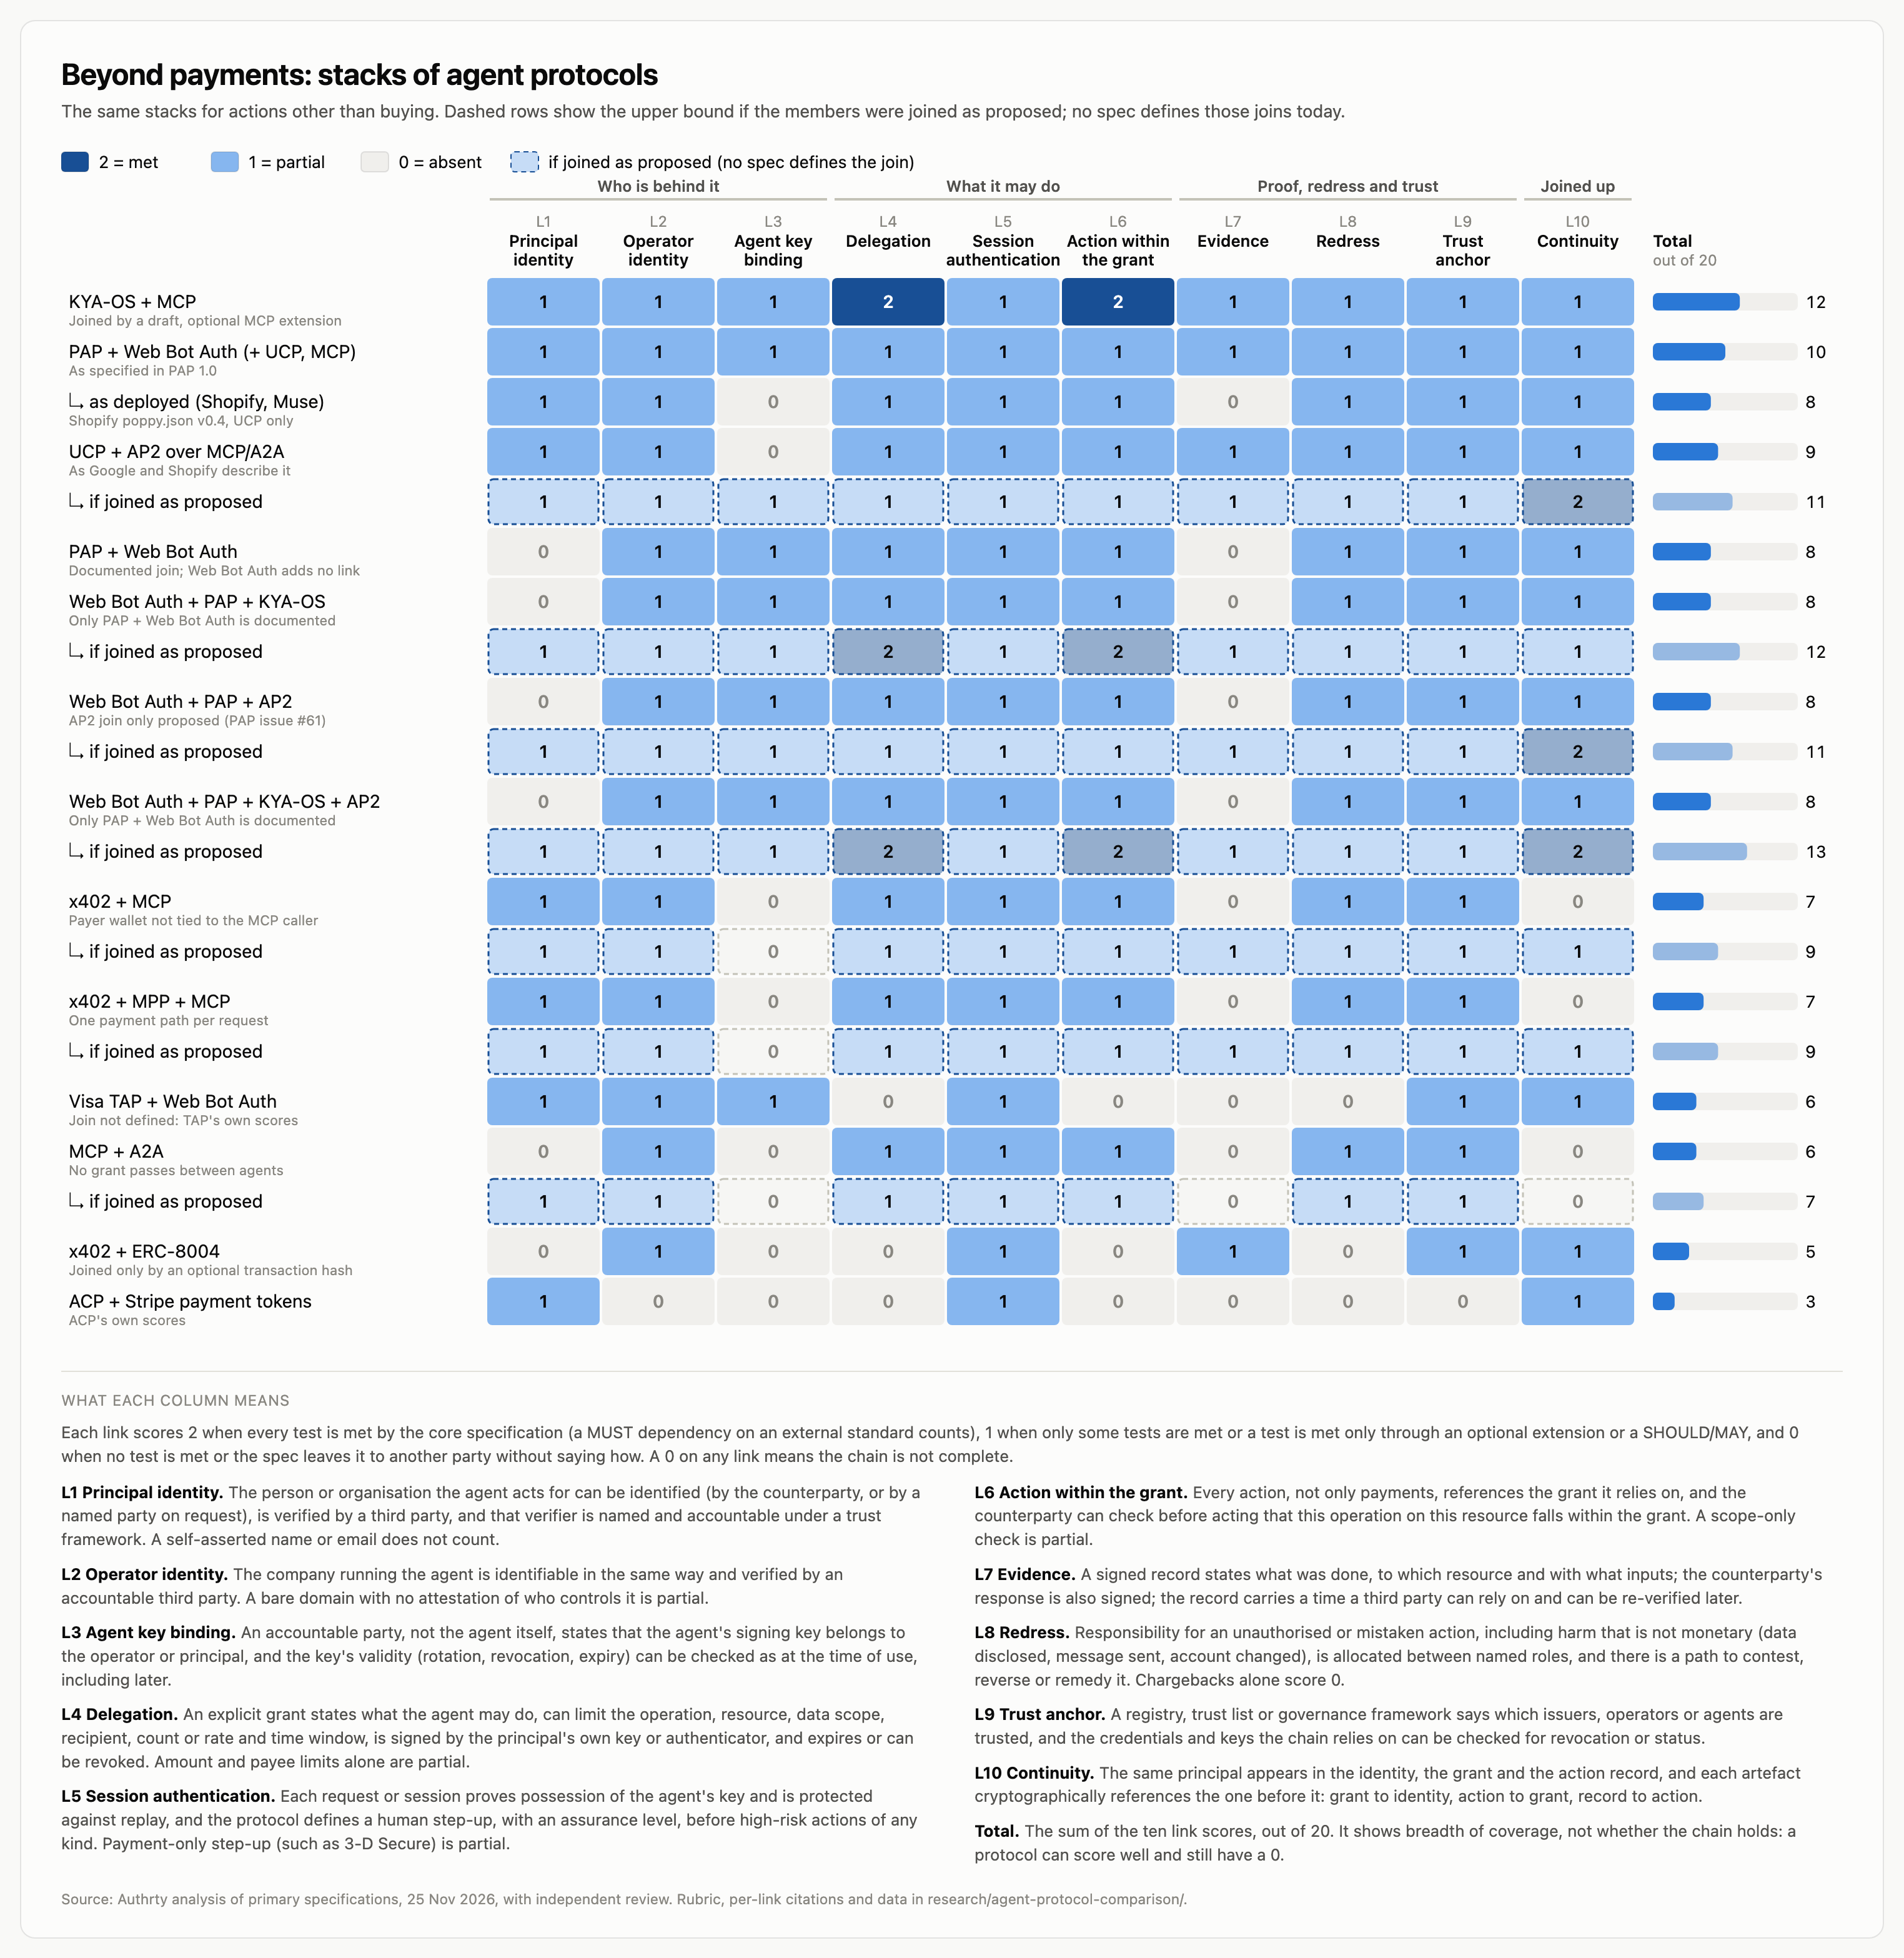 Beyond payments: stacks of agent protocols
The same stacks for actions other than buying. Dashed rows show the upper bound if the members were joined as proposed; no spec defines those joins today.
2 = met 1 = partial 0 = absent if joined as proposed (no spec defines the join)
Who is behind it What it may do Proof, redress and trust Joined up
L1 L2 L3 L4 L5 L6 L7 L8 L9 L10
Principal Operator Agent key Delegation Session Action within Evidence Redress Trust Continuity Total
identity identity binding authentication the grant anchor out of 20
KYA-OS + MCP 1 1 1 2 1 2 1 1 1 1 12
Joined by a draft, optional MCP extension
PAP + Web Bot Auth (+ UCP, MCP) 1 1 1 1 1 1 1 1 1 1 10
As specified in PAP 1.0
↳ as deployed (Shopify, Muse) 1 1 0 1 1 1 0 1 1 1 8
Shopify poppy.json v0.4, UCP only
UCP + AP2 over MCP/A2A 1 1 0 1 1 1 1 1 1 1 9
As Google and Shopify describe it
↳ if joined as proposed 1 1 1 1 1 1 1 1 1 2 11
PAP + Web Bot Auth 0 1 1 1 1 1 0 1 1 1 8
Documented join; Web Bot Auth adds no link
Web Bot Auth + PAP + KYA-OS 0 1 1 1 1 1 0 1 1 1 8
Only PAP + Web Bot Auth is documented
↳ if joined as proposed 1 1 1 2 1 2 1 1 1 1 12
Web Bot Auth + PAP + AP2 0 1 1 1 1 1 0 1 1 1 8
AP2 join only proposed (PAP issue #61)
↳ if joined as proposed 1 1 1 1 1 1 1 1 1 2 11
Web Bot Auth + PAP + KYA-OS + AP2 0 1 1 1 1 1 0 1 1 1 8
Only PAP + Web Bot Auth is documented
↳ if joined as proposed 1 1 1 2 1 2 1 1 1 2 13
x402 + MCP 1 1 0 1 1 1 0 1 1 0 7
Payer wallet not tied to the MCP caller
↳ if joined as proposed 1 1 0 1 1 1 1 1 1 1 9
x402 + MPP + MCP 1 1 0 1 1 1 0 1 1 0 7
One payment path per request
↳ if joined as proposed 1 1 0 1 1 1 1 1 1 1 9
Visa TAP + Web Bot Auth 1 1 1 0 1 0 0 0 1 1 6
Join not defined: TAP's own scores
MCP + A2A 0 1 0 1 1 1 0 1 1 0 6
No grant passes between agents
↳ if joined as proposed 1 1 0 1 1 1 0 1 1 0 7
x402 + ERC-8004 0 1 0 0 1 0 1 0 1 1 5
Joined only by an optional transaction hash
ACP + Stripe payment tokens 1 0 0 0 1 0 0 0 0 1 3
ACP's own scores
WHAT EACH COLUMN MEANS
Each link scores 2 when every test is met by the core specification (a MUST dependency on an external standard counts), 1 when only some tests are met or a test is met only through an optional extension or a SHOULD/MAY, and 0
when no test is met or the spec leaves it to another party without saying how. A 0 on any link means the chain is not complete.
L1 Principal identity. The person or organisation the agent acts for can be identified (by the counterparty, or by a
named party on request), is verified by a third party, and that verifier is named and accountable under a trust
framework. A self-asserted name or email does not count.
L2 Operator identity. The company running the agent is identifiable in the same way and verified by an
accountable third party. A bare domain with no attestation of who controls it is partial.
L3 Agent key binding. An accountable party, not the agent itself, states that the agent's signing key belongs to
the operator or principal, and the key's validity (rotation, revocation, expiry) can be checked as at the time of use,
including later.
L4 Delegation. An explicit grant states what the agent may do, can limit the operation, resource, data scope,
recipient, count or rate and time window, is signed by the principal's own key or authenticator, and expires or can
be revoked. Amount and payee limits alone are partial.
L5 Session authentication. Each request or session proves possession of the agent's key and is protected
against replay, and the protocol defines a human step-up, with an assurance level, before high-risk actions of any
kind. Payment-only step-up (such as 3-D Secure) is partial.
L6 Action within the grant. Every action, not only payments, references the grant it relies on, and the
counterparty can check before acting that this operation on this resource falls within the grant. A scope-only
check is partial.
L7 Evidence. A signed record states what was done, to which resource and with what inputs; the counterparty's
response is also signed; the record carries a time a third party can rely on and can be re-verified later.
L8 Redress. Responsibility for an unauthorised or mistaken action, including harm that is not monetary (data
disclosed, message sent, account changed), is allocated between named roles, and there is a path to contest,
reverse or remedy it. Chargebacks alone score 0.
L9 Trust anchor. A registry, trust list or governance framework says which issuers, operators or agents are
trusted, and the credentials and keys the chain relies on can be checked for revocation or status.
L10 Continuity. The same principal appears in the identity, the grant and the action record, and each artefact
cryptographically references the one before it: grant to identity, action to grant, record to action.
Total. The sum of the ten link scores, out of 20. It shows breadth of coverage, not whether the chain holds: a
protocol can score well and still have a 0.
Source: Authrty analysis of primary specifications, 25 Nov 2026, with independent review. Rubric, per-link citations and data in research/agent-protocol-comparison/.